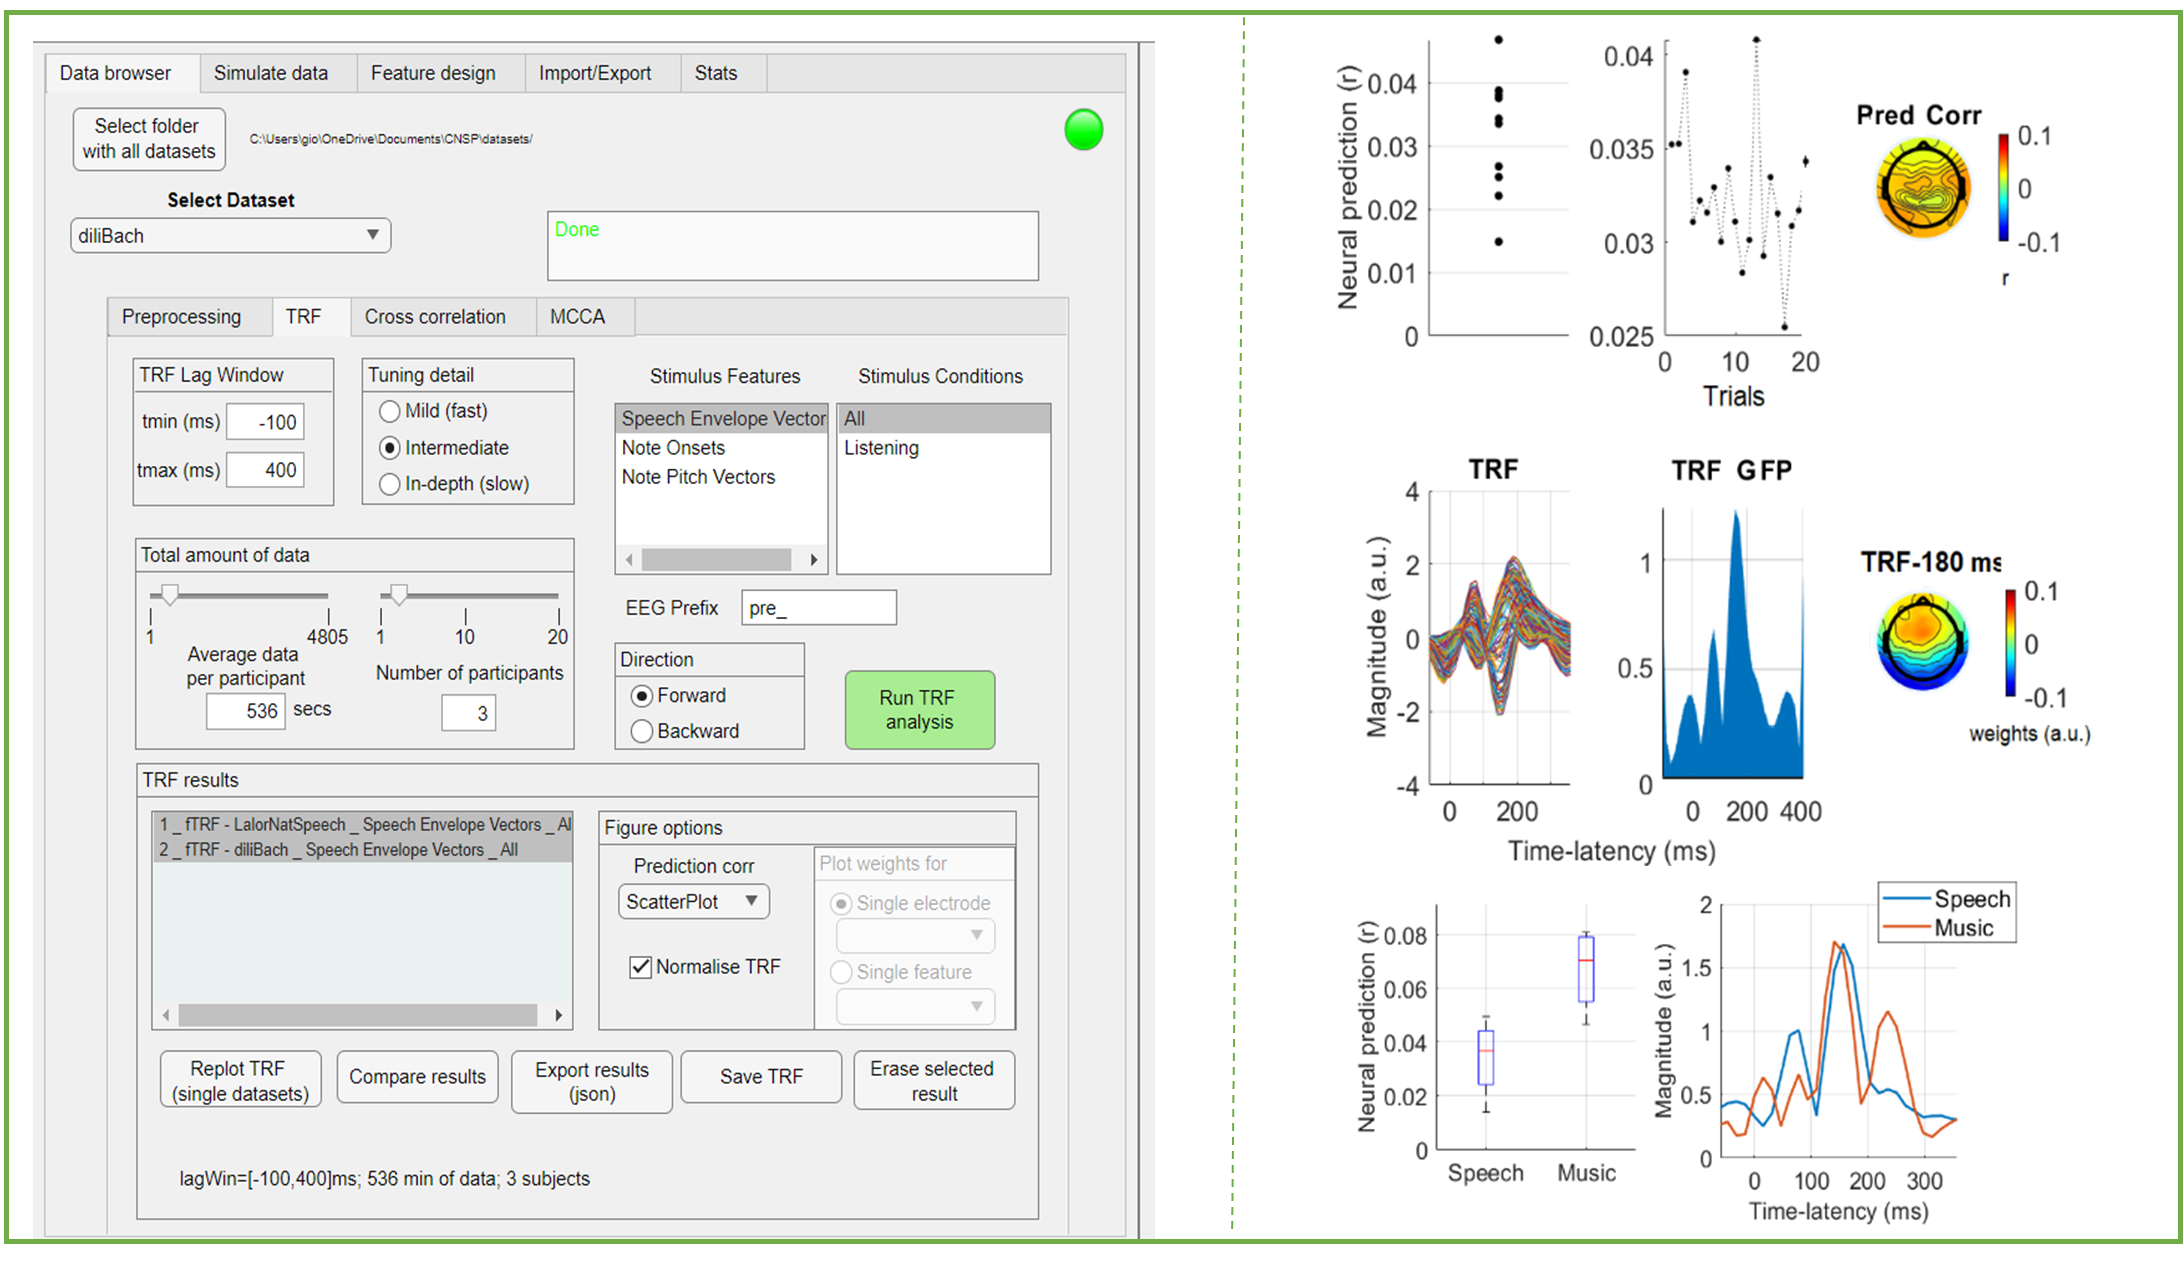 Data browser
Simulate data
Feature design
Import/Export
Stats
Select folder
with all datasets
C:\Users\gio\OneDrive\Documents\CNSP\datasets/
Select Dataset
diliBach
Done
Preprocessing
TRF
Cross correlation
MCCA
TRF Lag Window
tmin (ms)
-100
tmax (ms)
400
Tuning detail
Mild (fast)
Intermediate
In-depth (slow)
Stimulus Features
Speech Envelope Vector
Note Onsets
Note Pitch Vectors
Stimulus Conditions
All
Listening
Total amount of data
1
4805
Average data
per participant
536 secs
1
10
20
Number of participants
3
EEG Prefix
pre_
Direction
Forward
Backward
Run TRF
analysis
TRF results
1 _ fTRF - LalorNatSpeech _ Speech Envelope Vectors _ Al
2 _ fTRF - diliBach _ Speech Envelope Vectors _ All
Figure options
Prediction corr
ScatterPlot
Normalise TRF
Plot weights for
Single electrode
Single feature
Replot TRF
(single datasets)
Compare results
Export results
(json)
Save TRF
Erase selected
result
lagWin=[-100,400]ms; 536 min of data; 3 subjects
Neural prediction (r)
0.04
0.03
0.02
0.01
0
0.04
0.035
0.03
0.025
0
10
20
Trials
Pred Corr
0.1
0
-0.1
r
TRF
Magnitude (a.u.)
4
2
0
-2
-4
0
200
TRF GFP
1
0.5
0
0
200
400
Time-latency (ms)
TRF-180 ms
0.1
0
-0.1
weights (a.u.)
Neural prediction (r)
0.08
0.06
0.04
0.02
0
Speech
Music
Magnitude (a.u.)
2
1.5
1
0.5
0
Speech
Music
0
100
200
300
Time-latency (ms)